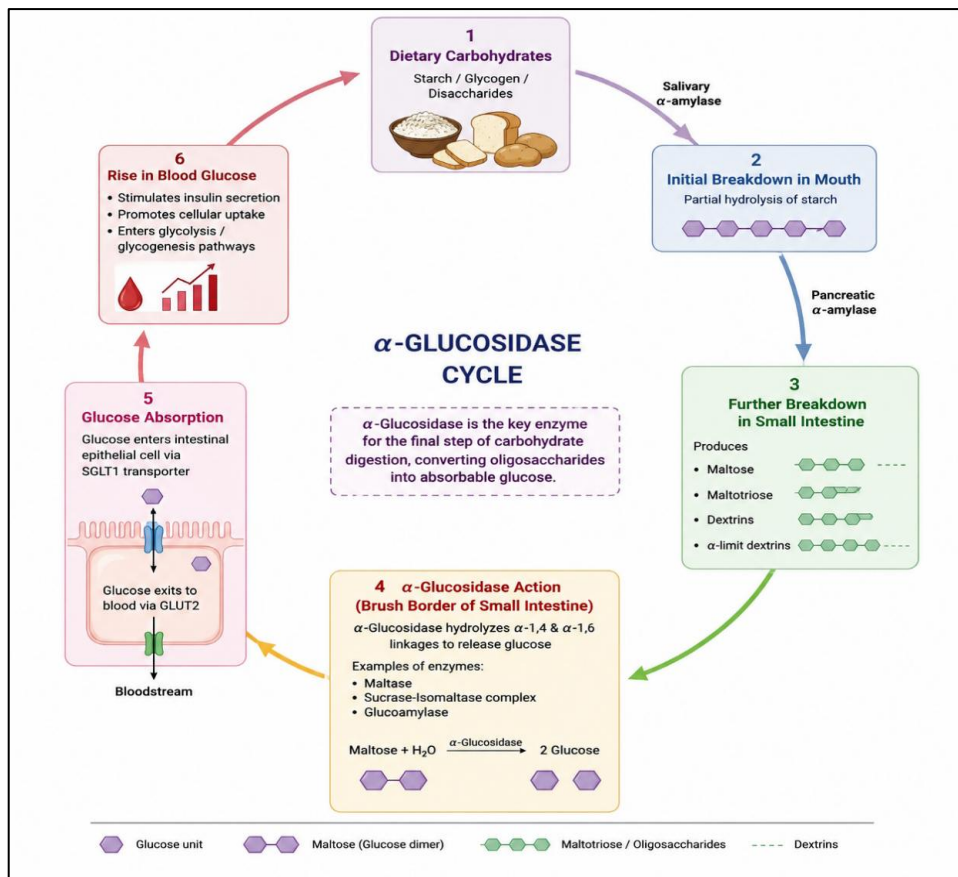 1
Dietary Carbohydrates
Starch / Glycogen /
Disaccharides
Salivary
α-amylase
2
Initial Breakdown in Mouth
Partial hydrolysis of starch
Pancreatic
α-amylase
3
Further Breakdown
in Small Intestine
Produces
• Maltose
• Maltotriose
• Dextrins
• α-limit dextrins
4 α-Glucosidase Action
(Brush Border of Small Intestine)
α-Glucosidase hydrolyzes α-1,4 & α-1,6
linkages to release glucose
Examples of enzymes:
• Maltase
• Sucrase-Isomaltase complex
• Glucoamylase
α-Glucosidase
Maltose + H₂O → 2 Glucose
5
Glucose Absorption
Glucose enters intestinal
epithelial cell via
SGLT1 transporter
Glucose exits to
blood via GLUT2
Bloodstream
6
Rise in Blood Glucose
• Stimulates insulin secretion
• Promotes cellular uptake
• Enters glycolysis /
glycogenesis pathways
α-GLUCOSIDASE
CYCLE
α-Glucosidase is the key enzyme
for the final step of carbohydrate
digestion, converting oligosaccharides
into absorbable glucose.
Glucose unit
Maltose (Glucose dimer)
Maltotriose / Oligosaccharides
Dextrins